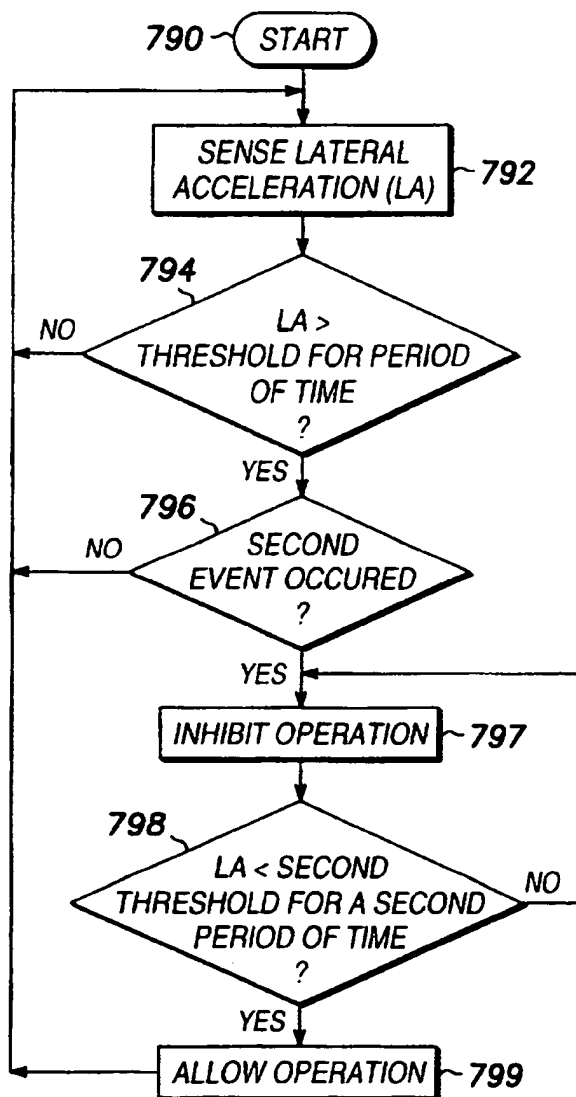 790
START
SENSE LATERAL
ACCELERATION (LA)
792
794
NO
LA >
THRESHOLD FOR PERIOD
OF TIME
?
YES
796
NO
SECOND
EVENT OCCURED
?
YES
INHIBIT OPERATION
797
798
LA < SECOND
THRESHOLD FOR A SECOND
PERIOD OF TIME
?
NO
YES
ALLOW OPERATION
799